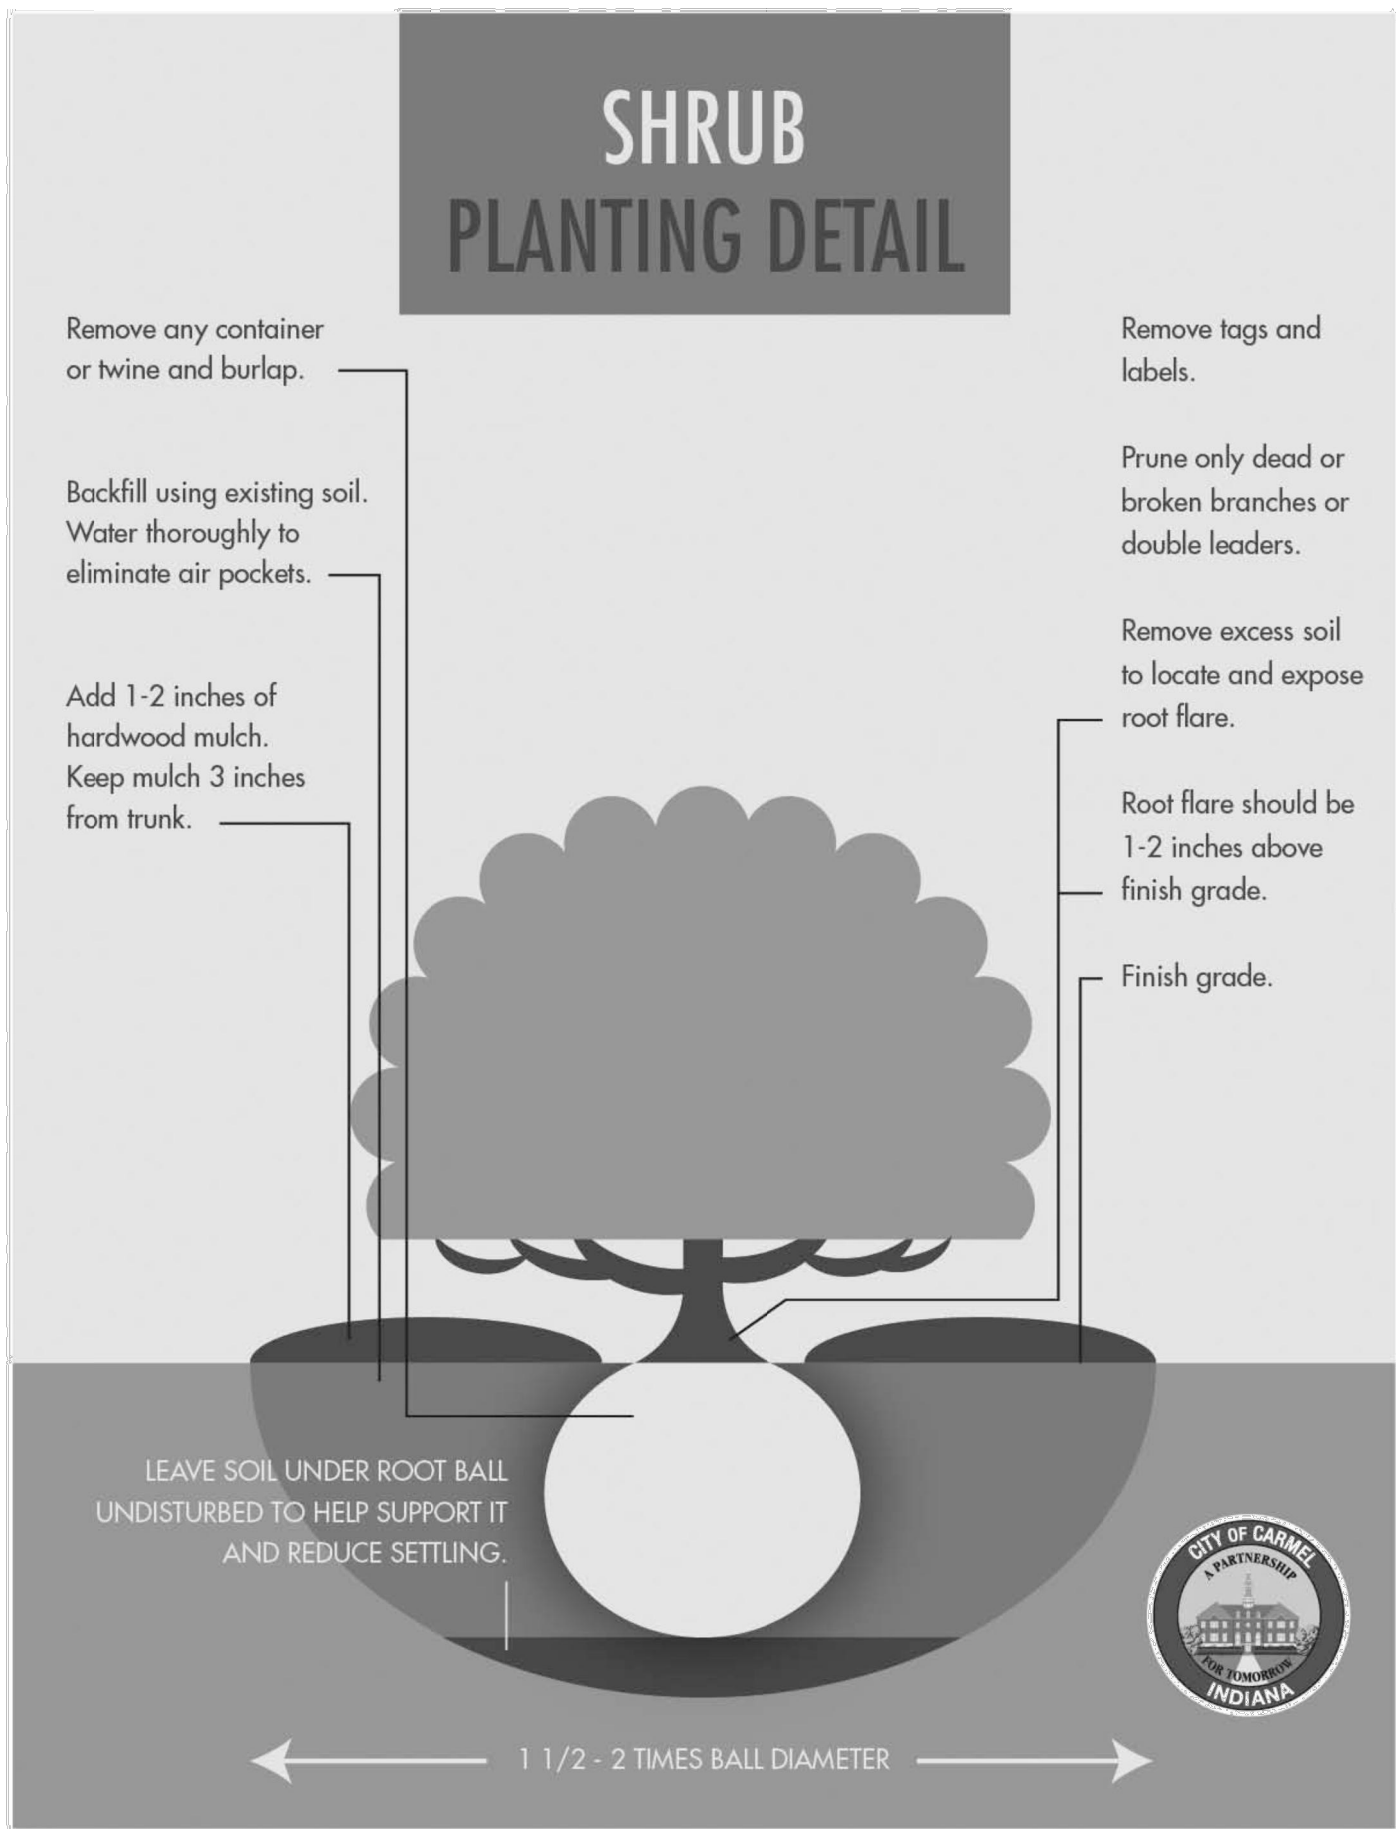 SHRUB
PLANTING DETAIL
Remove any container
or twine and burlap.
Backfill using existing soil.
Water thoroughly to
eliminate air pockets.
Add 1-2 inches of
hardwood mulch.
Keep mulch 3 inches
from trunk.
Remove tags and
labels.
Prune only dead or
broken branches or
double leaders.
Remove excess soil
to locate and expose
root flare.
Root flare should be
1-2 inches above
finish grade.
Finish grade.
LEAVE SOIL UNDER ROOT BALL
UNDISTURBED TO HELP SUPPORT IT
AND REDUCE SETTLING.
CITY OF CARMEL
A PARTNERSHIP
FOR TOMORROW
INDIANA
1 1/2 - 2 TIMES BALL DIAMETER